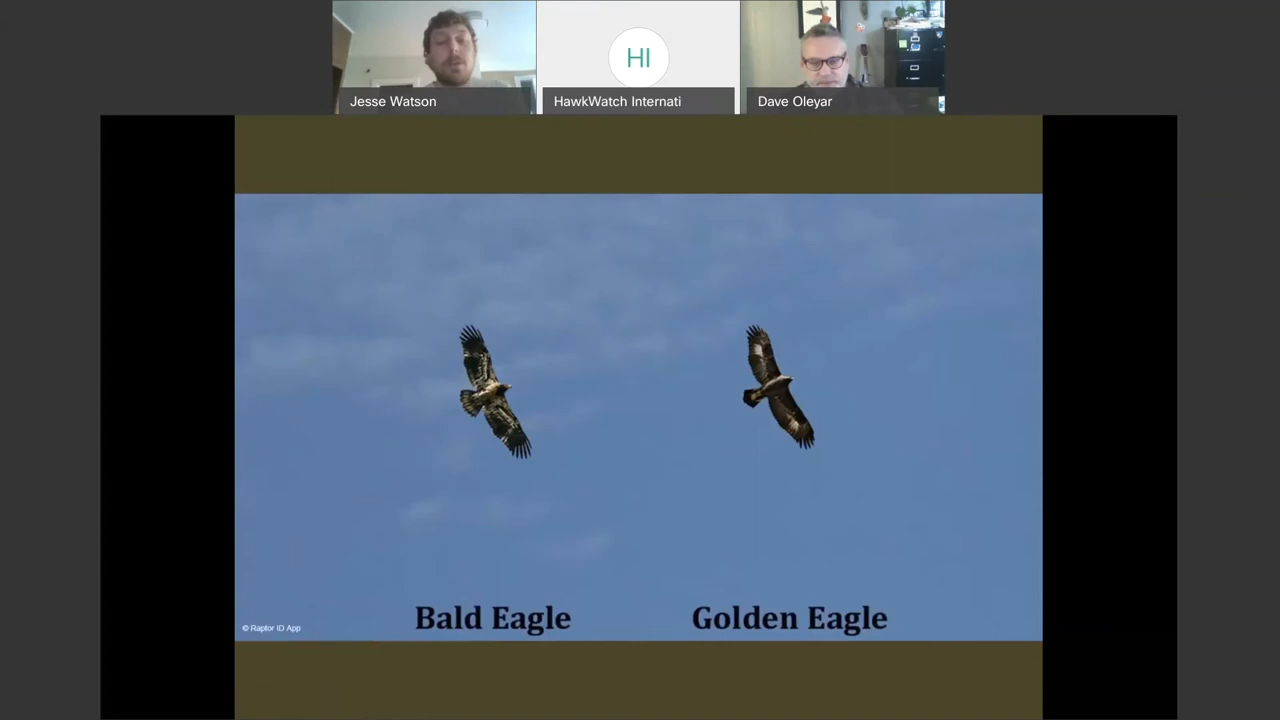 HI
Jesse Watson
HawkWatch Internati
Dave Oleyar
Bald Eagle
Golden Eagle
© Raptor ID App